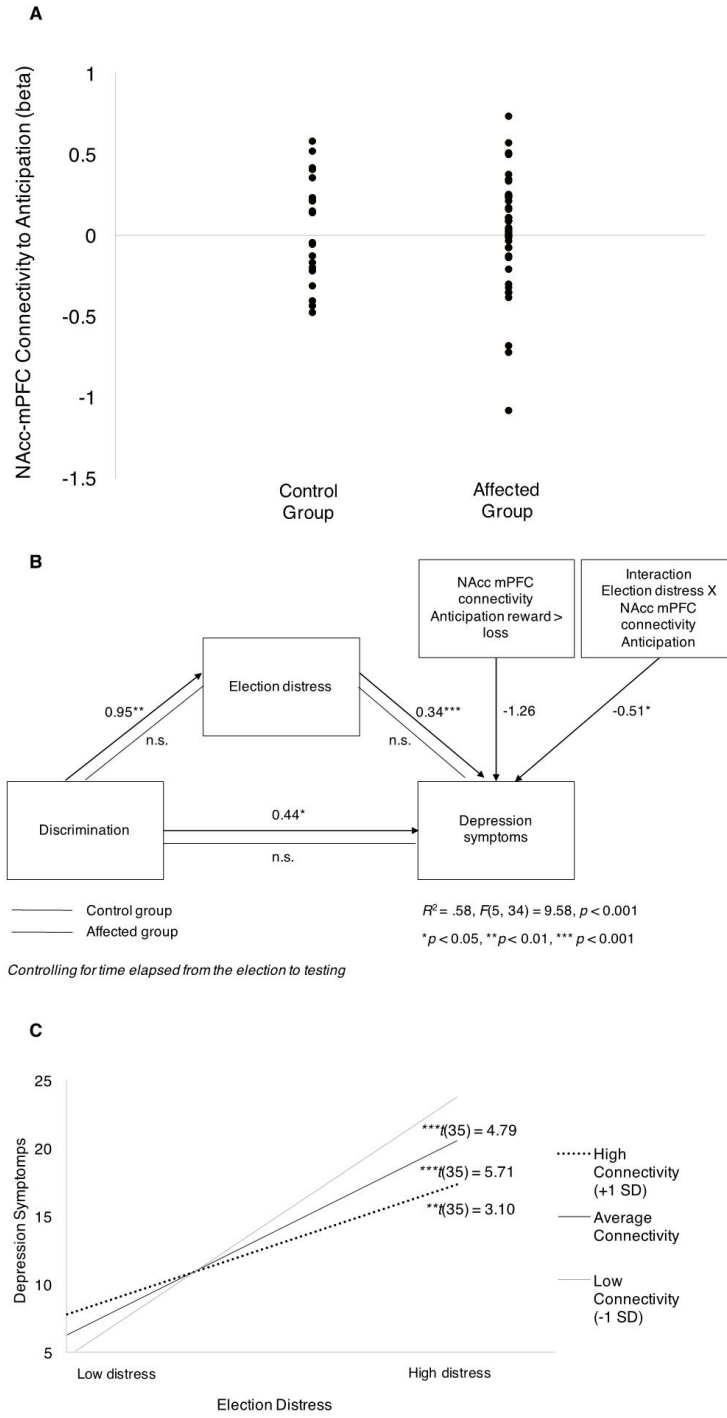 A
NAcc-mPFC Connectivity to Anticipation (beta)
1
0.5
0
-0.5
-1
-1.5
Control
Group
Affected
Group
B
NAcc mPFC
connectivity
Anticipation reward >
loss
Interaction
Election distress X
NAcc mPFC
connectivity
Anticipation
Election distress
0.95**
n.s.
0.34***
n.s.
-1.26
-0.51*
Discrimination
0.44*
n.s.
Depression
symptoms
Control group
Affected group
R² = .58, F(5, 34) = 9.58, p < 0.001
*p < 0.05, **p < 0.01, *** p < 0.001
Controlling for time elapsed from the election to testing
C
Depression Symptomps
25
20
15
10
5
***t(35) = 4.79
***t(35) = 5.71
**t(35) = 3.10
High
Connectivity
(+1 SD)
Average
Connectivity
Low
Connectivity
(-1 SD)
Low distress
High distress
Election Distress